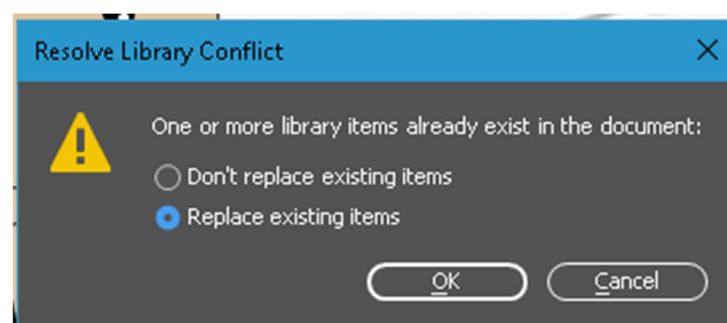 Resolve Library Conflict
One or more library items already exist in the document:
Don't replace existing items
Replace existing items
OK Cancel